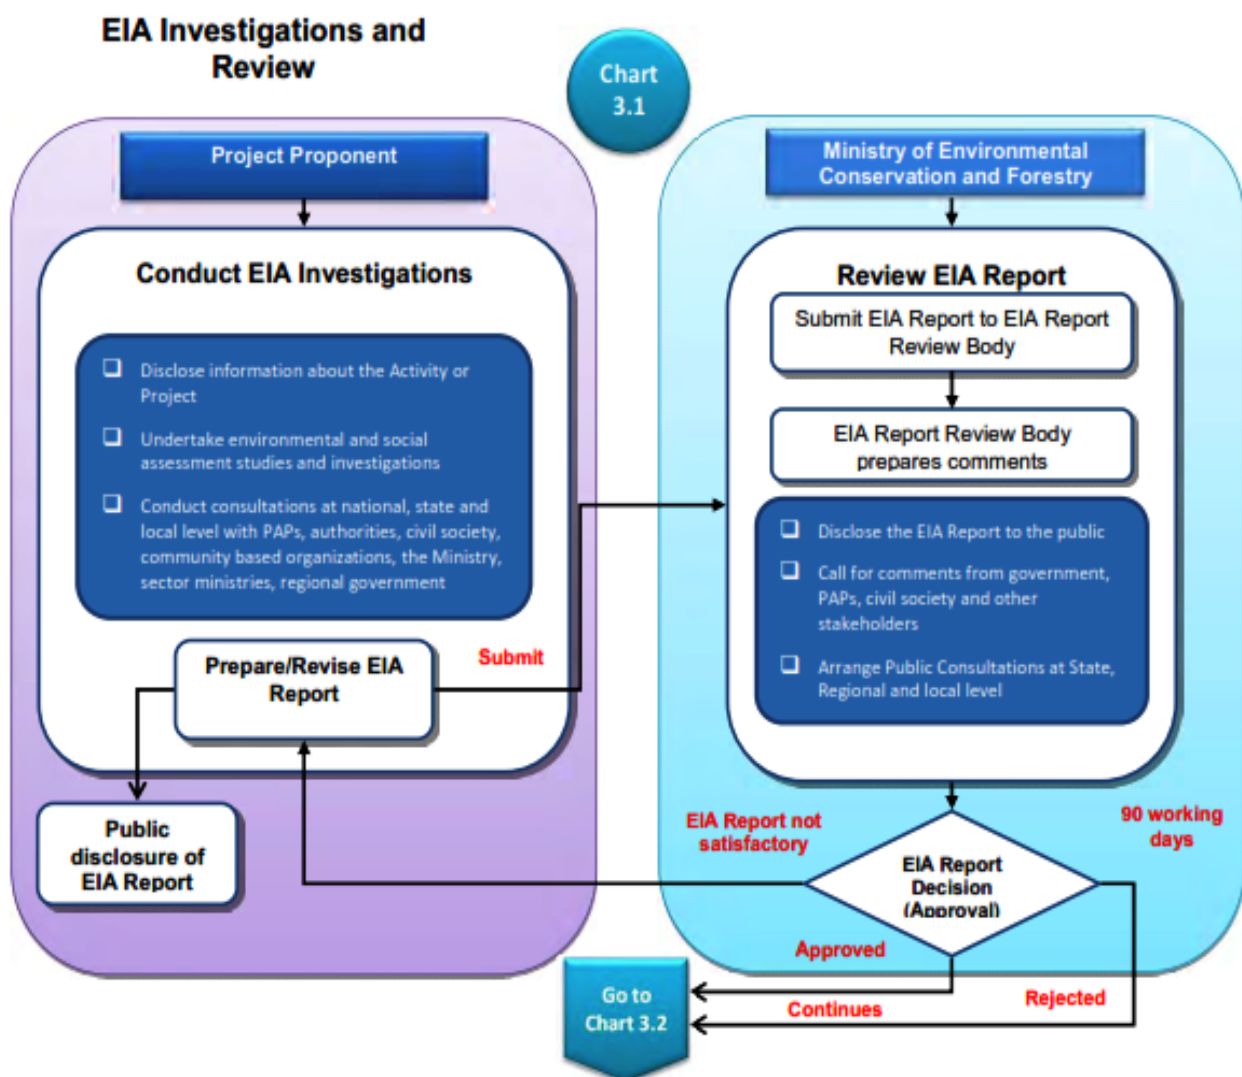 EIA Investigations and
Review
Chart
3.1
Project Proponent
Conduct EIA Investigations
Disclose information about the Activity or
Project
Undertake environmental and social
assessment studies and investigations
Conduct consultations at national, state and
local level with PAPs, authorities, civil society,
community based organizations, the Ministry,
sector ministries, regional government
Prepare/Revise EIA
Report
Submit
Public
disclosure of
EIA Report
Ministry of Environmental
Conservation and Forestry
Review EIA Report
Submit EIA Report to EIA Report
Review Body
EIA Report Review Body
prepares comments
Disclose the EIA Report to the public
Call for comments from government,
PAPs, civil society and other
stakeholders
Arrange Public Consultations at State,
Regional and local level
EIA Report not
satisfactory
90 working
days
EIA Report
Decision
(Approval)
Approved
Continues
Rejected
Go to
Chart 3.2